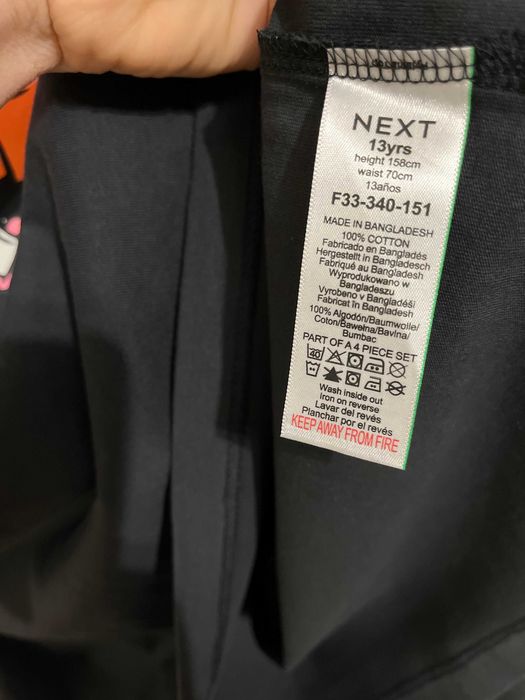 NEXT
13yrs
height 158cm
waist 70cm
13años
F33-340-151
MADE IN BANGLADESH
100% COTTON
Fabricado en Bangladés
Hergestellt in Bangladesch
Fabriqué au Bangladesh
Wyprodukowano w
Bangladeszu
Vyrobeno v Bangladéši
Fabricat în Bangladesh
100% Algodón/Baumwolle/
Coton/Bawełna/Bavlna/
Bumbac
PART OF A 4 PIECE SET
40
Wash inside out
Iron on reverse
Lavar del revés
Planchar por el revés
KEEP AWAY FROM FIRE